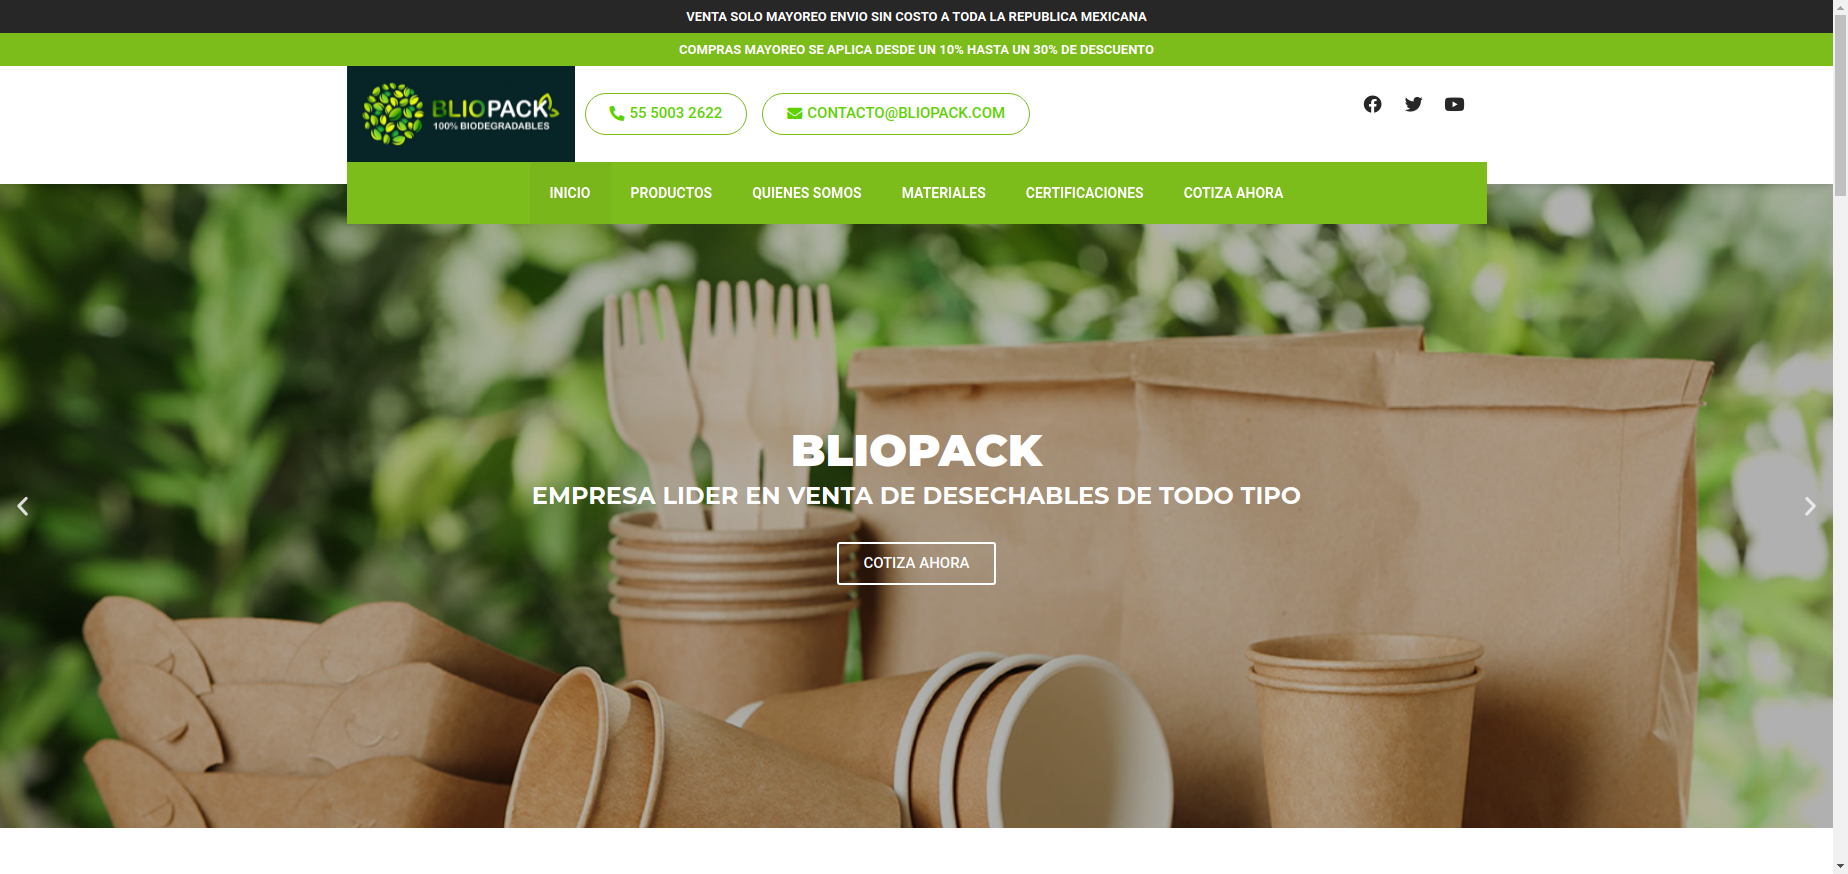 VENTA SOLO MAYOREO ENVIO SIN COSTO A TODA LA REPUBLICA MEXICANA
COMPRAS MAYOREO SE APLICA DESDE UN 10% HASTA UN 30% DE DESCUENTO
BLIOPACK
100% BIODEGRADABLES
55 5003 2622
CONTACTO@BLIOPACK.COM
INICIO
PRODUCTOS
QUIENES SOMOS
MATERIALES
CERTIFICACIONES
COTIZA AHORA
BLIOPACK
EMPRESA LIDER EN VENTA DE DESECHABLES DE TODO TIPO
COTIZA AHORA